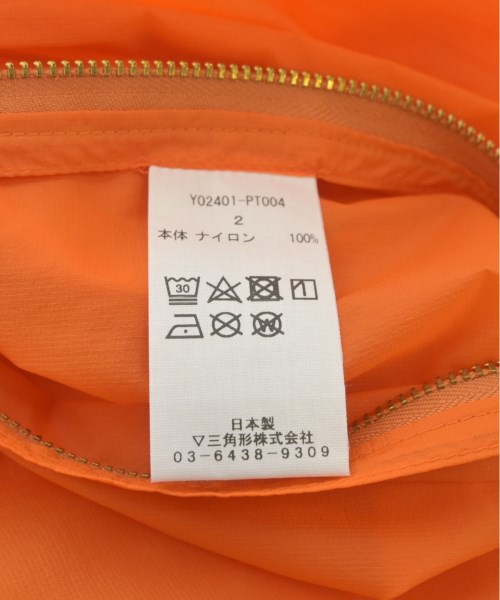 Y02401-PT004
2
本体 ナイロン 100%
30
W
日本製
▽三角形株式会社
03-6438-9309